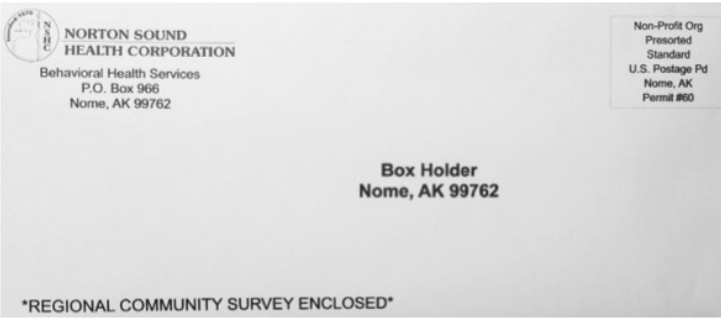 NSHC
NORTON SOUND
HEALTH CORPORATION
Behavioral Health Services
P.O. Box 966
Nome, AK 99762
Non-Profit Org
Presorted
Standard
U.S. Postage Pd
Nome, AK
Permit #60
Box Holder
Nome, AK 99762
*REGIONAL COMMUNITY SURVEY ENCLOSED*